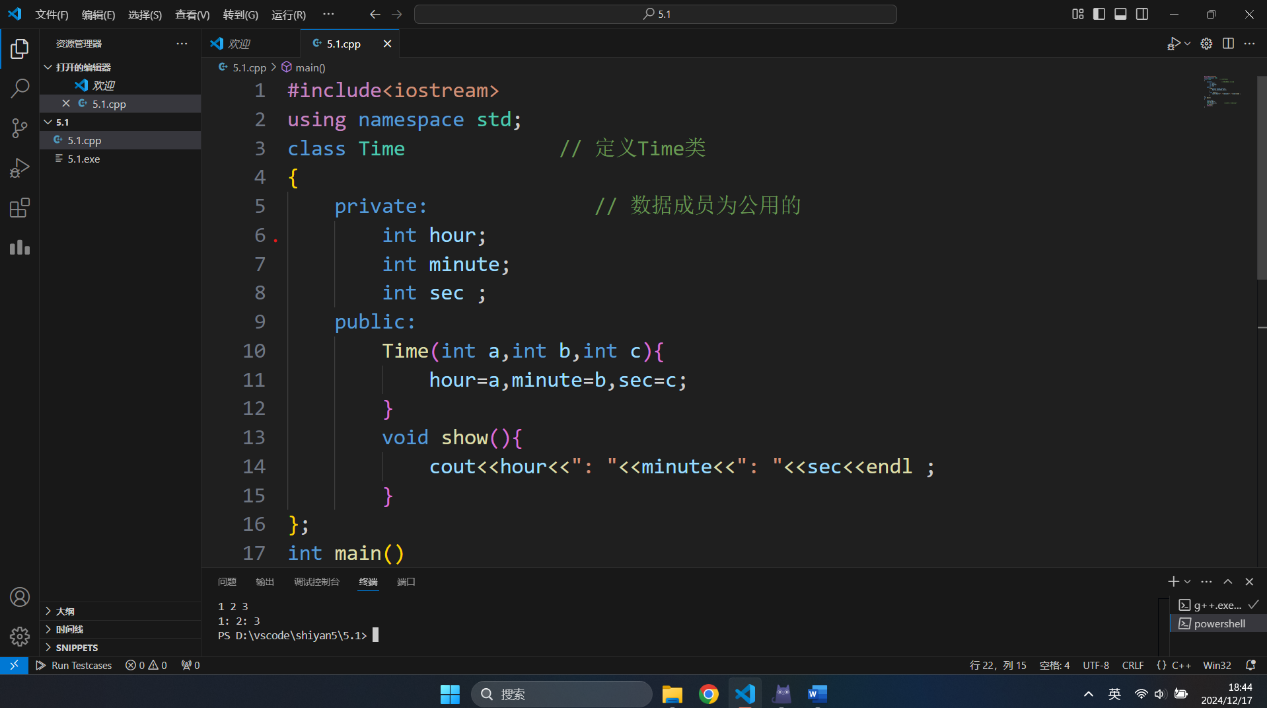 文件(F) 编辑(E) 选择(S) 查看(V) 转到(G) 运行(R) ··· 5.1
资源管理器 ···
打开的编辑器
欢迎
5.1.cpp
5.1
5.1.cpp
5.1.exe
大纲
时间线
SNIPPETS
欢迎 5.1.cpp
5.1.cpp > main()
1 #include<iostream>
2 using namespace std;
3 class Time // 定义Time类
4 {
5 private: // 数据成员为公用的
6 int hour;
7 int minute;
8 int sec ;
9 public:
10 Time(int a,int b,int c){
11 hour=a,minute=b,sec=c;
12 }
13 void show(){
14 cout<<hour<<": "<<minute<<": "<<sec<<endl ;
15 }
16 };
17 int main()
问题 输出 调试控制台 终端 端口
1 2 3
1: 2: 3
PS D:\vscode\shiyan5\5.1>
g++.exe...
powershell
Run Testcases 0 0 0 行 22，列 15 空格: 4 UTF-8 CRLF {} C++ Win32
搜索
英
18:44
2024/12/17